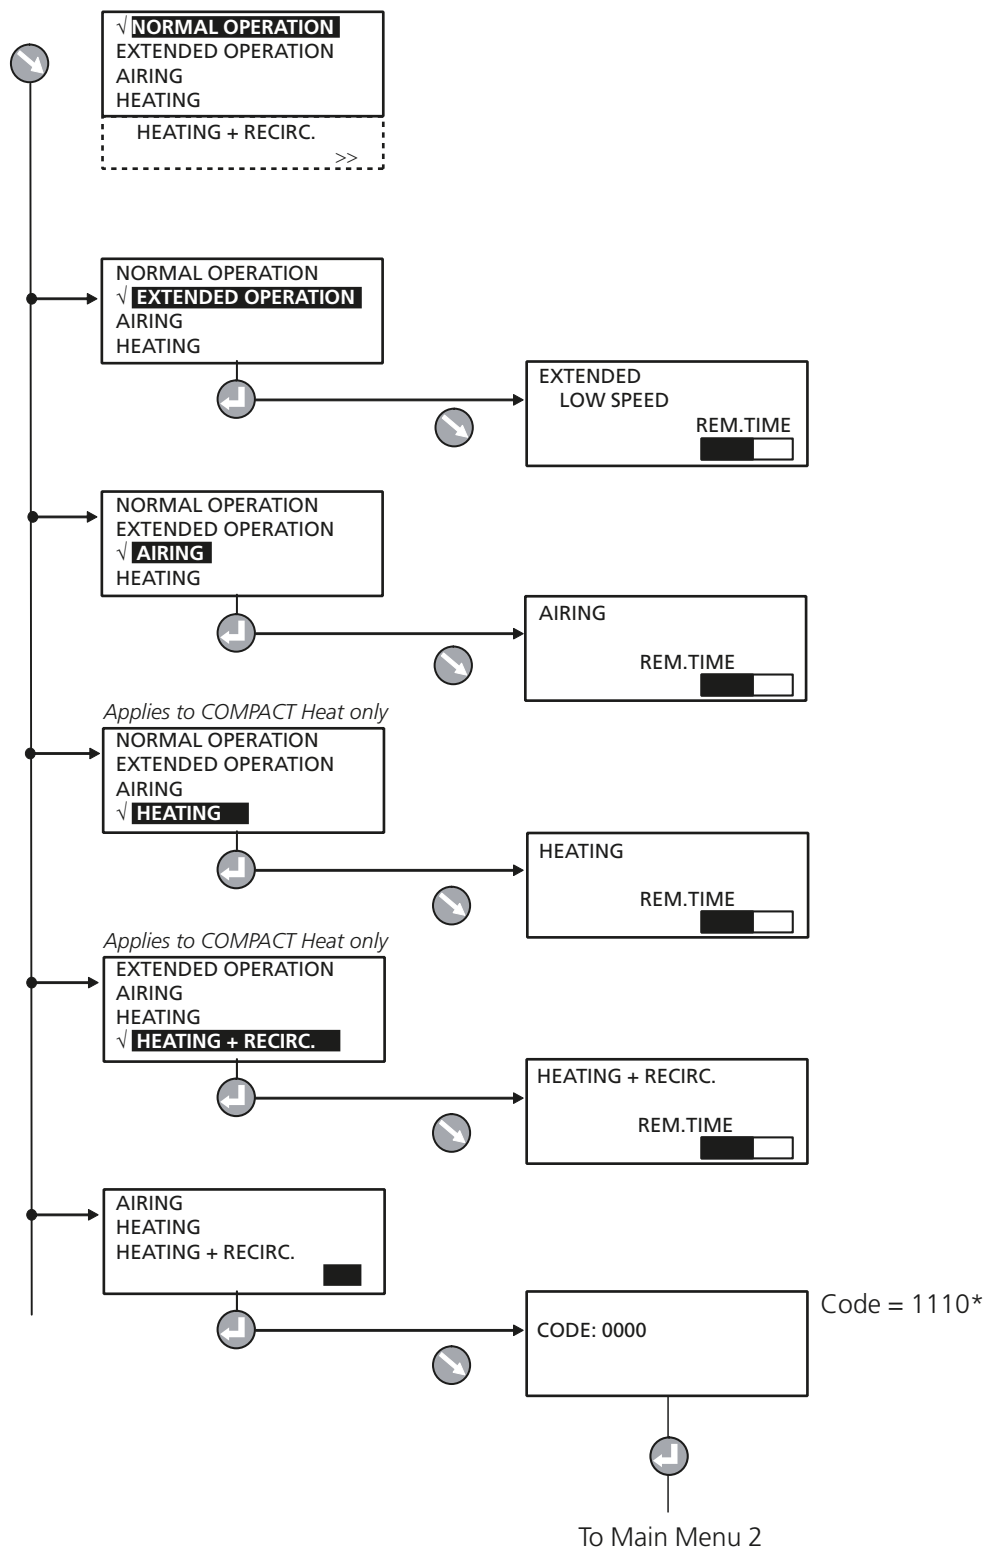 √ NORMAL OPERATION
EXTENDED OPERATION
AIRING
HEATING
HEATING + RECIRC.
>>
NORMAL OPERATION
√ EXTENDED OPERATION
AIRING
HEATING
EXTENDED
LOW SPEED
REM.TIME
NORMAL OPERATION
EXTENDED OPERATION
√ AIRING
HEATING
AIRING
REM.TIME
Applies to COMPACT Heat only
NORMAL OPERATION
EXTENDED OPERATION
AIRING
√ HEATING
HEATING
REM.TIME
Applies to COMPACT Heat only
EXTENDED OPERATION
AIRING
HEATING
√ HEATING + RECIRC.
HEATING + RECIRC.
REM.TIME
AIRING
HEATING
HEATING + RECIRC.
CODE: 0000
Code = 1110*
To Main Menu 2